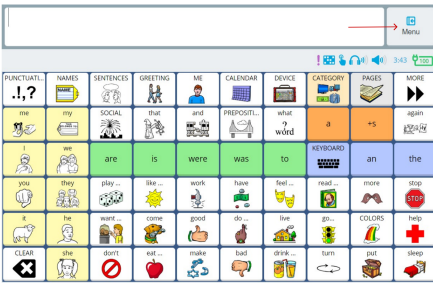 Menu
3:43 100
PUNCTUATI... NAMES SENTENCES GREETING ME CALENDAR DEVICE CATEGORY PAGES MORE
.!,? NAME
me my SOCIAL that and PREPOSITI... what a +s again
? word
I we are is were was to KEYBOARD an the
you they play ... like ... work have feel ... read ... more stop
STOP
it he want ... come good do ... live go... COLORS help
CLEAR she don't eat ... make bad drink ... turn put sleep